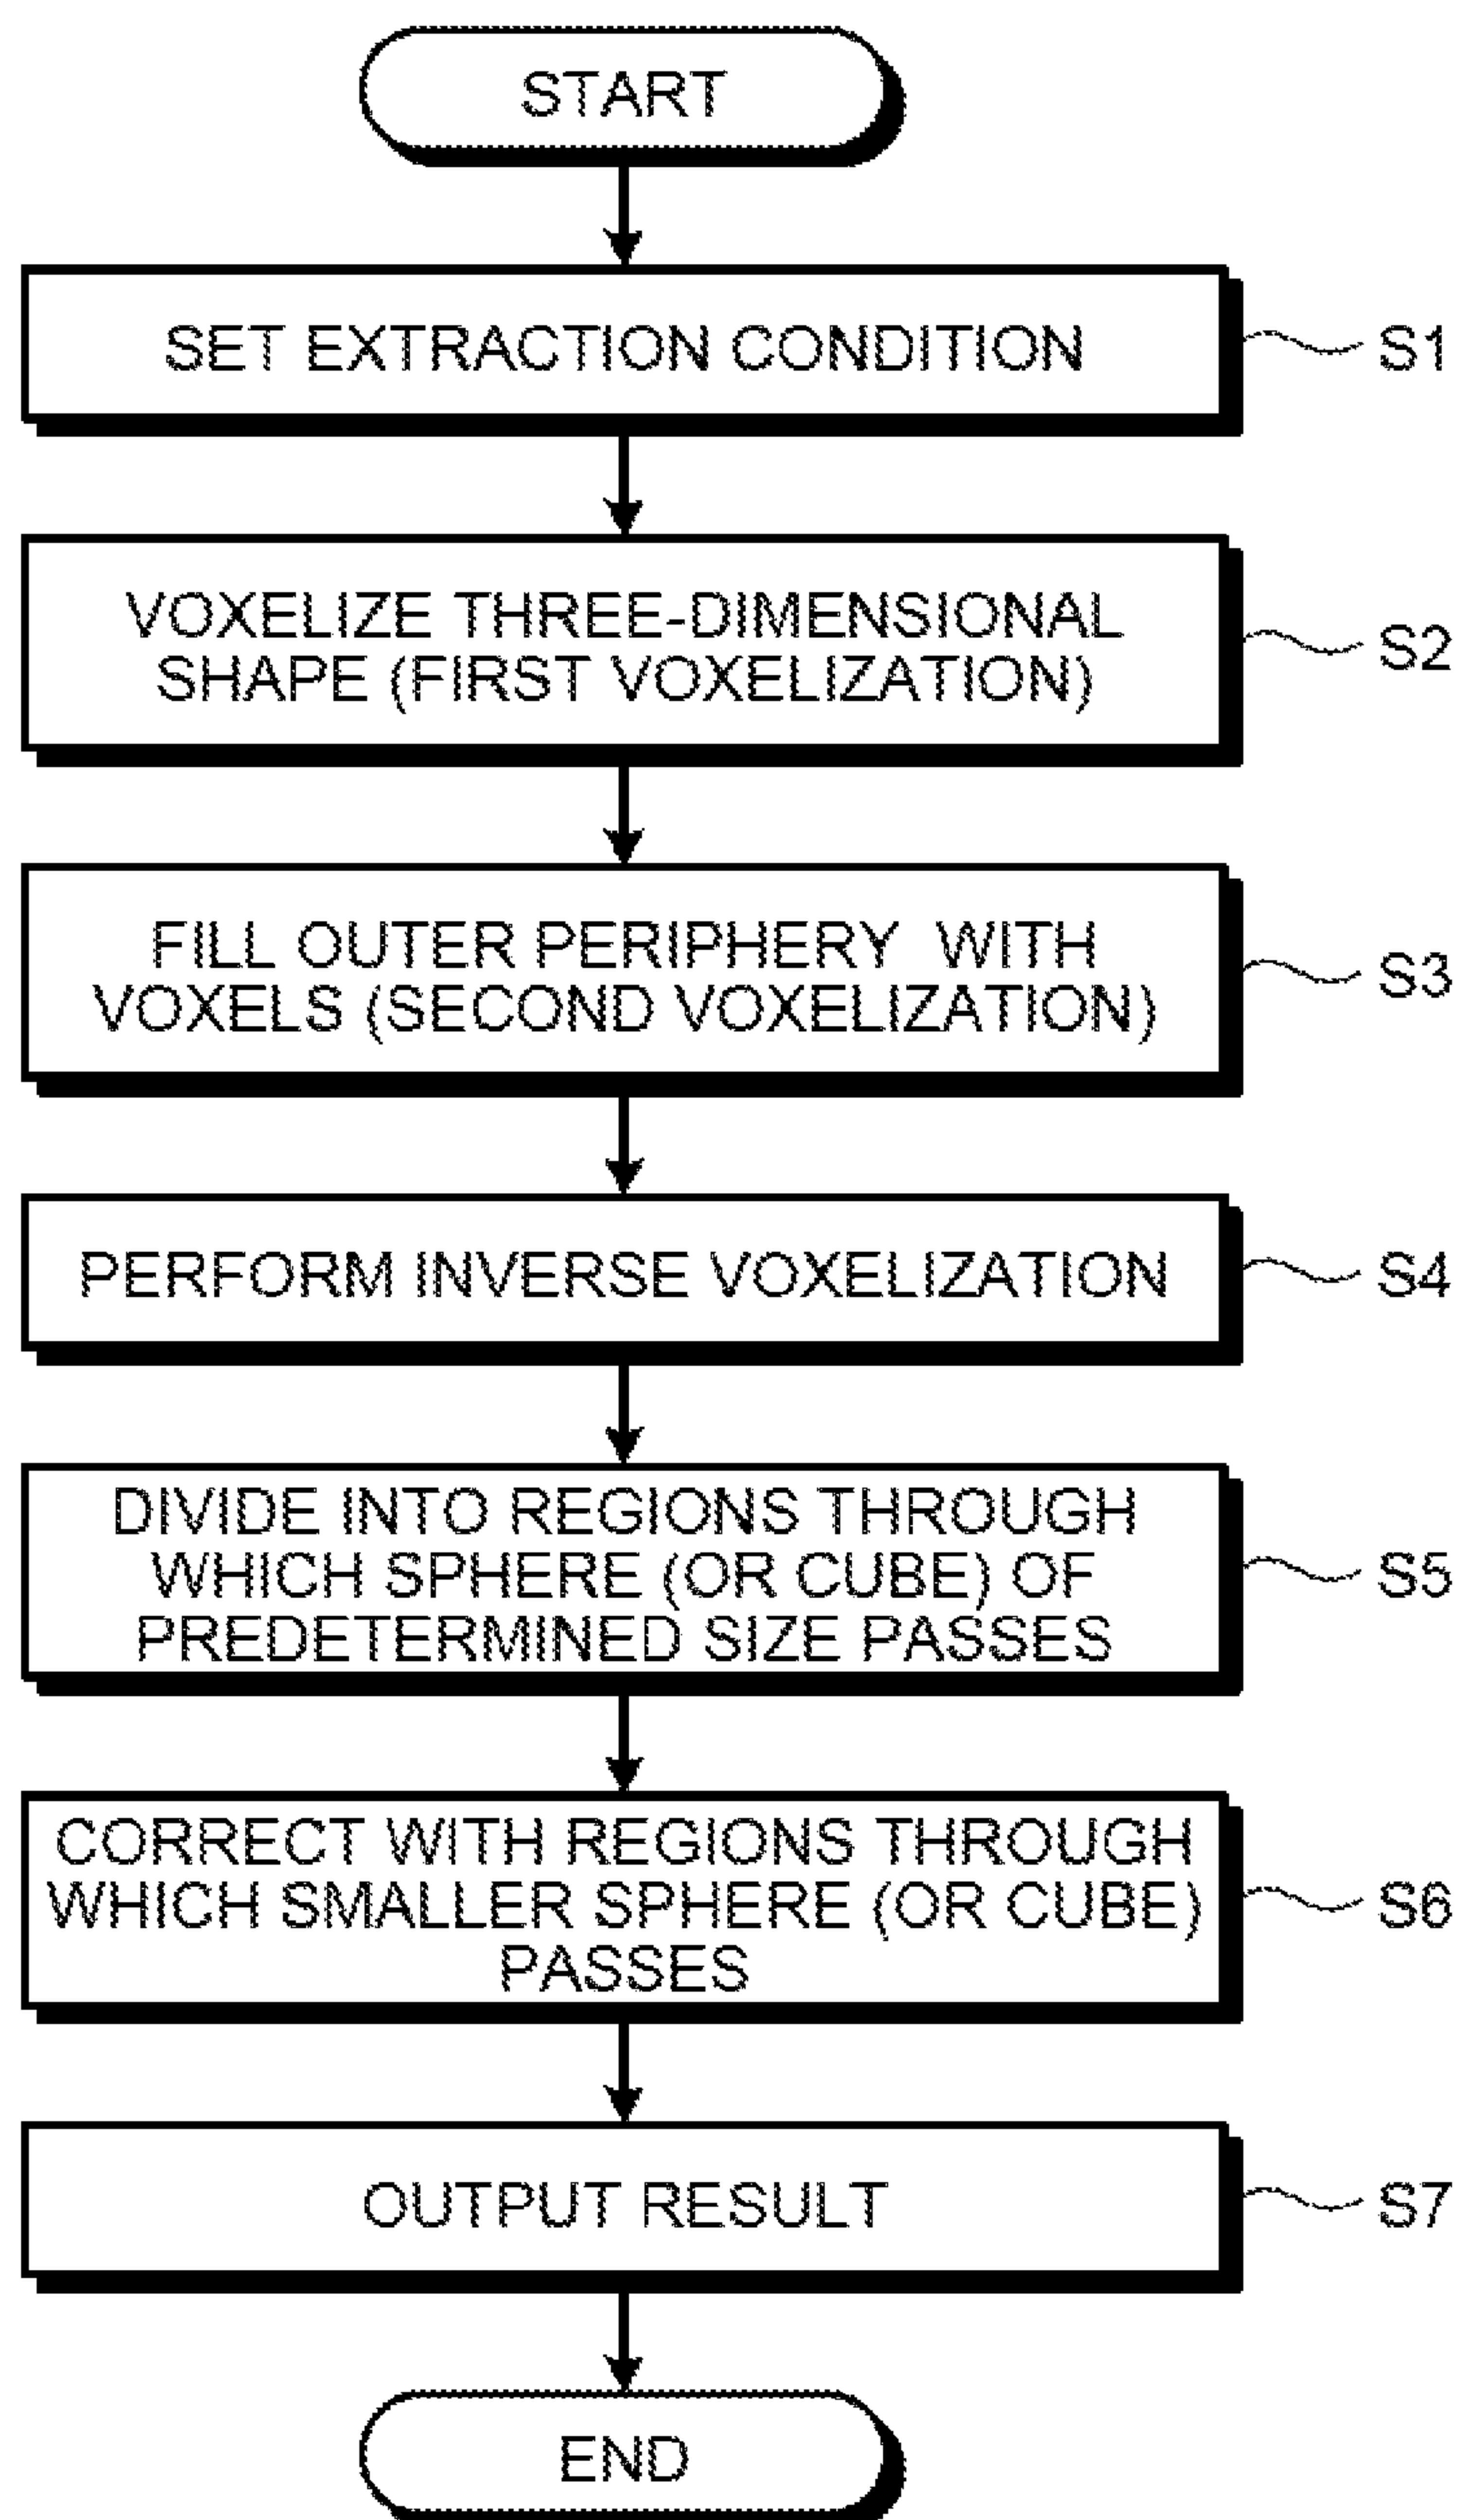 START
SET EXTRACTION CONDITION
S1
VOXELIZE THREE-DIMENSIONAL
SHAPE (FIRST VOXELIZATION)
S2
FILL OUTER PERIPHERY WITH
VOXELS (SECOND VOXELIZATION)
S3
PERFORM INVERSE VOXELIZATION
S4
DIVIDE INTO REGIONS THROUGH
WHICH SPHERE (OR CUBE) OF
PREDETERMINED SIZE PASSES
S5
CORRECT WITH REGIONS THROUGH
WHICH SMALLER SPHERE (OR CUBE)
PASSES
S6
OUTPUT RESULT
S7
END